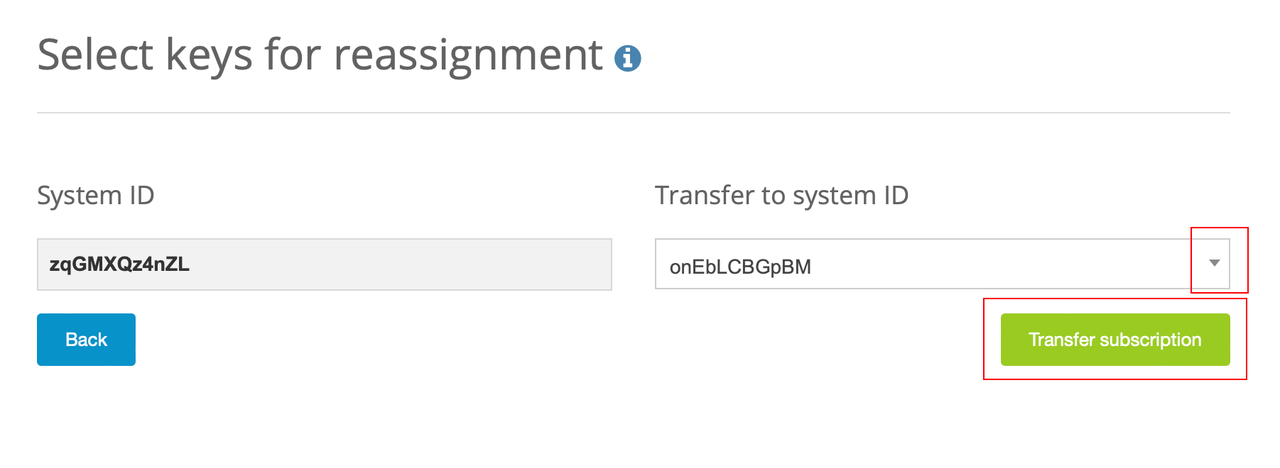 Select keys for reassignment
System ID
Transfer to system ID
zqGMXQz4nZL
onEbLCBGpBM
Back
Transfer subscription